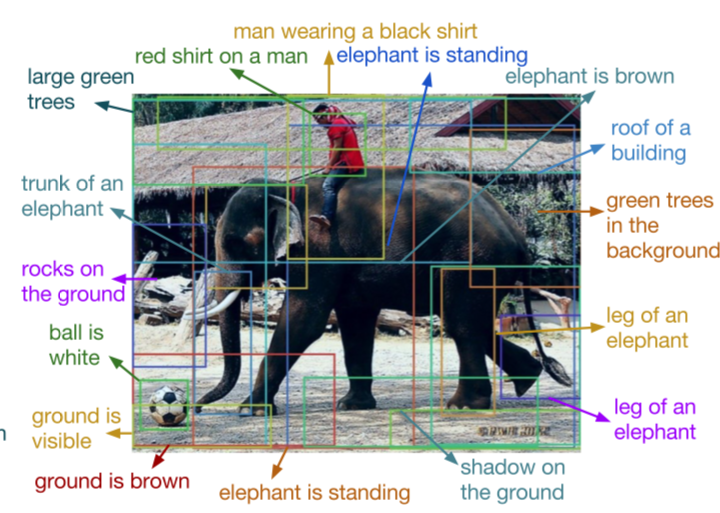 man wearing a black shirt
red shirt on a man
elephant is standing
large green
trees
elephant is brown
roof of a
building
trunk of an
elephant
green trees
in the
background
rocks on
the ground
leg of an
elephant
ball is
white
ground is
visible
leg of an
elephant
ground is brown
elephant is standing
shadow on
the ground